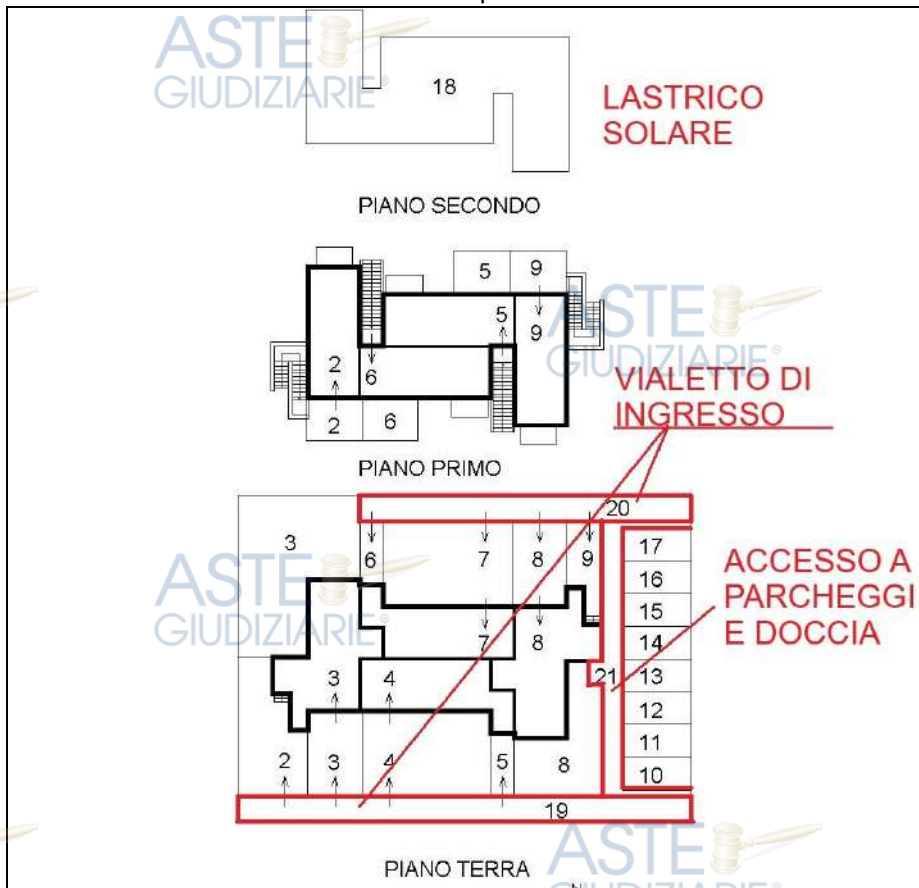 ASTE
GIUDIZIARIE®
18
LASTRICO
SOLARE
PIANO SECONDO
5
9
5
9
ASTE
GIUDIZIARIE®
2
6
2
6
VIALETTO DI
INGRESSO
PIANO PRIMO
20
3
6
7
8
9
17
16
15
14
13
12
11
10
ACCESSO A
PARCHEGGI
E DOCCIA
ASTE
GIUDIZIARIE®
7
8
21
3
4
2
3
4
5
8
19
PIANO TERRA
ASTE
GIUDIZIARIE®